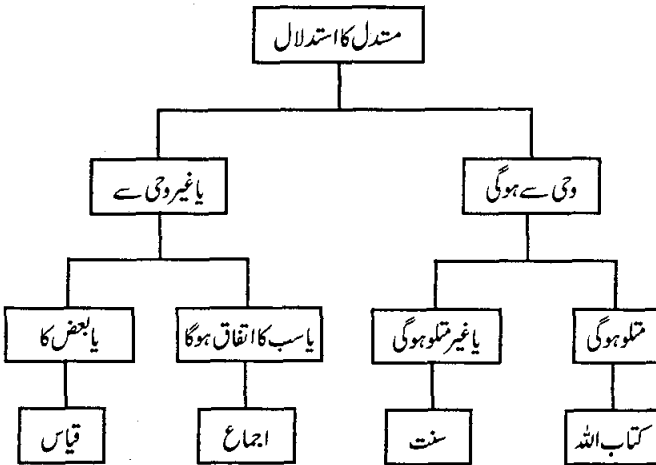 مستدل کا استدلال
وحی سے ہوگی
یا غیر وحی سے
متلو ہوگی
یا غیر متلو ہوگی
یا سب کا اتفاق ہوگا
یا بعض کا
کتاب اللہ
سنت
اجماع
قیاس